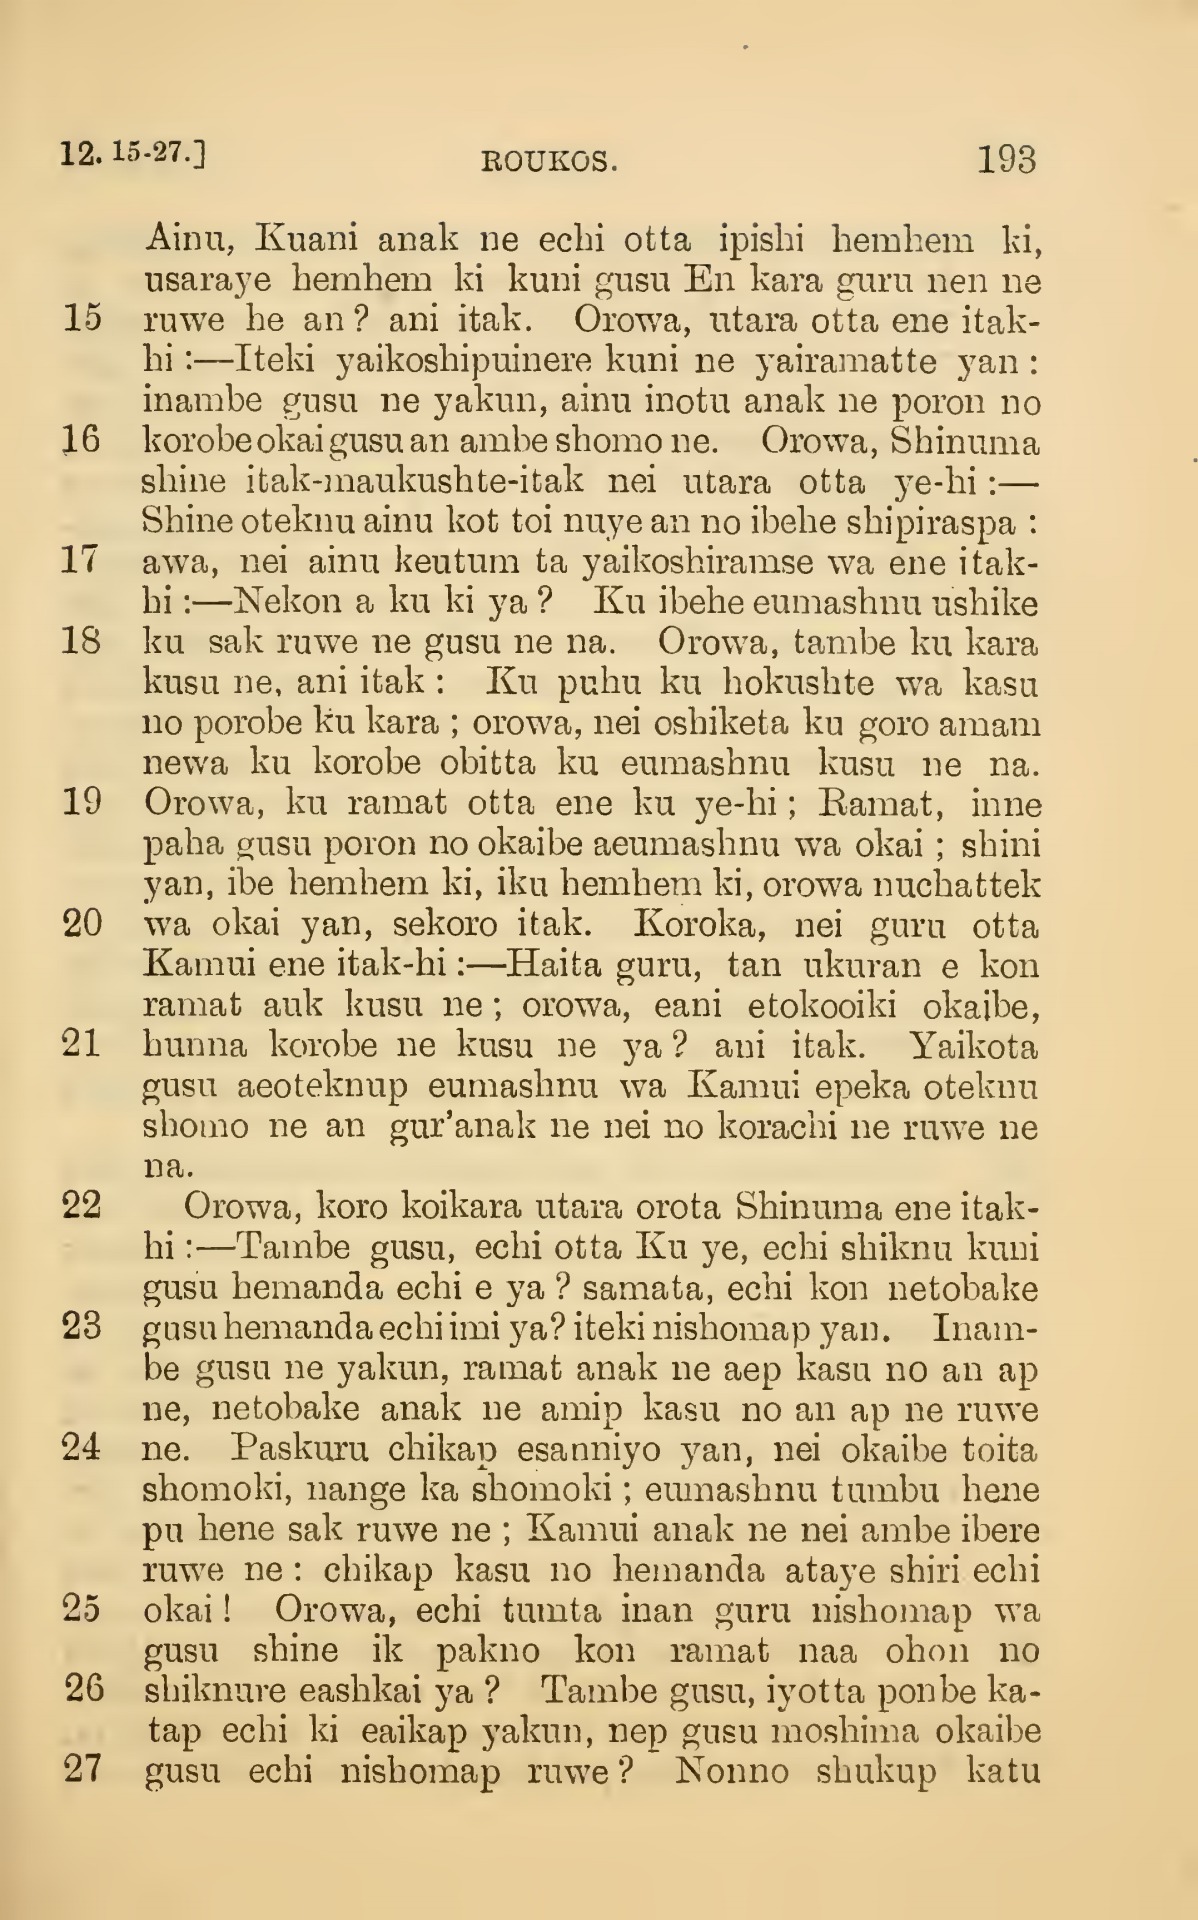 12. 15-27.] ROUKOS. 193
Ainu, Kuani anak ne echi otta ipishi hemhem ki,
usaraye hemhem ki kuni gusu En kara guru nen ne
15 ruwe he an? ani itak. Orowa, utara otta ene itak-
hi:—Iteki yaikoshipuinere kuni ne yairamatte yan:
inambe gusu ne yakun, ainu inotu anak ne poron no
16 korobe okai gusu an ambe shomo ne. Orowa, Shinuma
shine itak-maukushte-itak nei utara otta ye-hi:—
Shine oteknu ainu kot toi nuye an no ibehe shipiraspa:
17 awa, nei ainu keutum ta yaikoshiramse wa ene itak-
hi:—Nekon a ku ki ya? Ku ibehe eumashnu ushike
18 ku sak ruwe ne gusu ne na. Orowa, tambe ku kara
kusu ne, ani itak: Ku puhu ku hokushte wa kasu
no porobe ku kara; orowa, nei oshiketa ku goro amam
newa ku korobe obitta ku eumashnu kusu ne na.
19 Orowa, ku ramat otta ene ku ye-hi; Ramat, inne
paha gusu poron no okaibe aeumashnu wa okai; shini
yan, ibe hemhem ki, iku hemhem ki, orowa nuchattek
20 wa okai yan, sekoro itak. Koroka, nei guru otta
Kamui ene itak-hi:—Haita guru, tan ukuran e kon
ramat auk kusu ne; orowa, eani etokooiki okaibe,
21 hunna korobe ne kusu ne ya? ani itak. Yaikota
gusu aeoteknup eumashnu wa Kamui epeka oteknu
shomo ne an gur'anak ne nei no korachi ne ruwe ne
na.
22 Orowa, koro koikara utara orota Shinuma ene itak-
hi:—Tambe gusu, echi otta Ku ye, echi shiknu kuni
gusu hemanda echi e ya? samata, echi kon netobake
23 gusu hemanda echi imi ya? iteki nishomap yan. Inam-
be gusu ne yakun, ramat anak ne aep kasu no an ap
ne, netobake anak ne amip kasu no an ap ne ruwe
24 ne. Paskuru chikap esanniyo yan, nei okaibe toita
shomoki, nange ka shomoki; eumashnu tumbu hene
pu hene sak ruwe ne; Kamui anak ne nei ambe ibere
ruwe ne: chikap kasu no hemanda ataye shiri echi
25 okai! Orowa, echi tumta inan guru nishomap wa
gusu shine ik pakno kon ramat naa ohon no
26 shiknure eashkai ya? Tambe gusu, iyotta ponbe ka-
tap echi ki eaikap yakun, nep gusu moshima okaibe
27 gusu echi nishomap ruwe? Nonno shukup katu